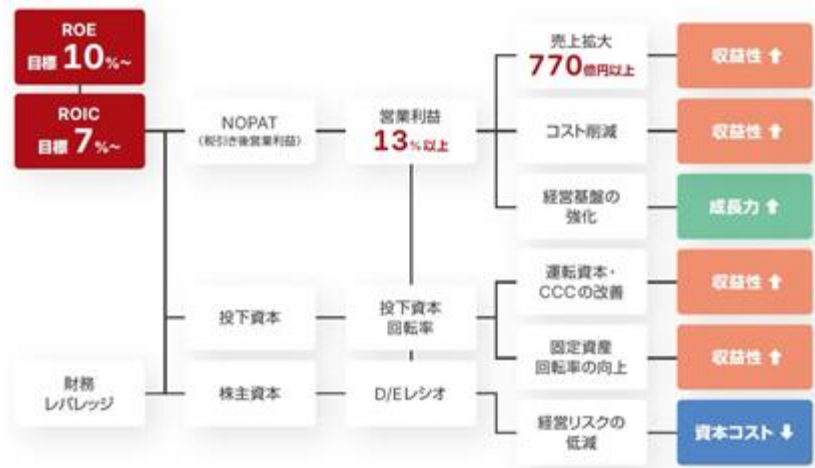 ROE
目標 10%~
ROIC
目標 7%~
財務
レバレッジ
NOPAT
(税引き後営業利益)
投下資本
株主資本
営業利益
13%以上
投下資本
回転率
D/Eレシオ
売上拡大
770億円以上
コスト削減
経営基盤の
強化
運転資本・
CCCの改善
固定資産
回転率の向上
経営リスクの
低減
収益性 ⬆
収益性 ⬆
成長力 ⬆
収益性 ⬆
収益性 ⬆
資本コスト ⬇